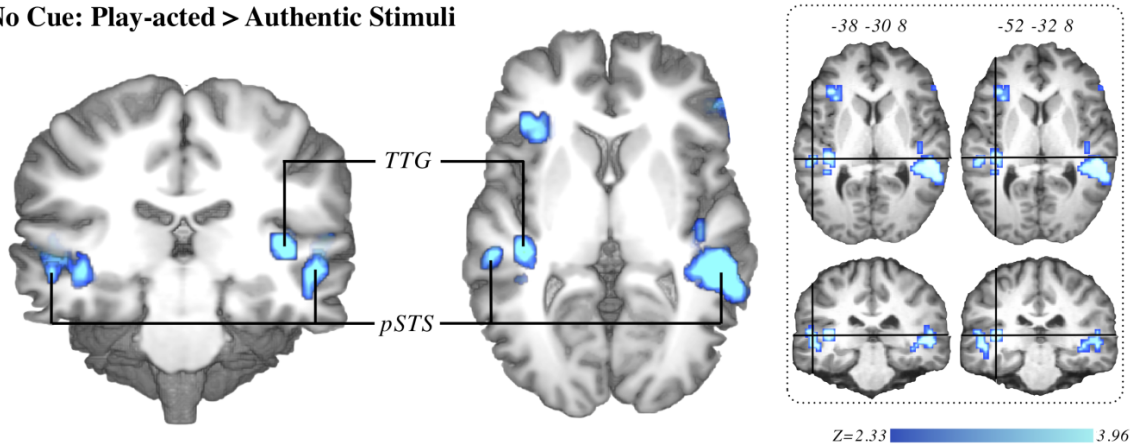 No Cue: Play-acted > Authentic Stimuli
-38 -30 8
-52 -32 8
TTG
pSTS
Z=2.33
3.96